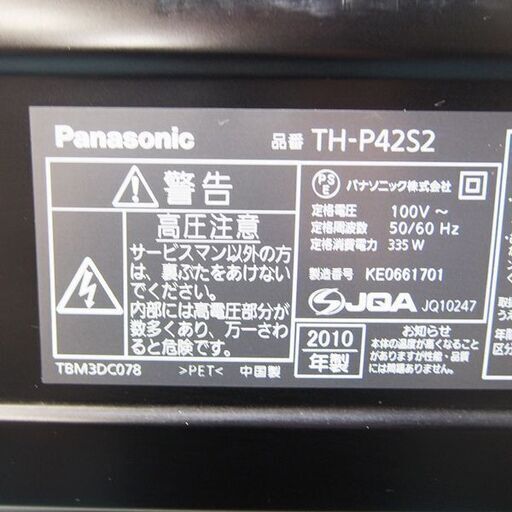 Panasonic
品番 TH-P42S2
警告
高圧注意
サービスマン以外の方
は、裏ぶたをあけない
でください。
内部には高電圧部分が
数多くあり、万一さわ
ると危険です。
TBM3DC078
>PET< 中国製
PSE パナソニック株式会社
定格電圧 100V～
定格周波数 50/60 Hz
定格消費電力 335 W
製造番号 KE0661701
JQA JQ10247
2010
年製
お知らせ
本体の温度が高くなること
がありますが性能・品質
には問題ありません。